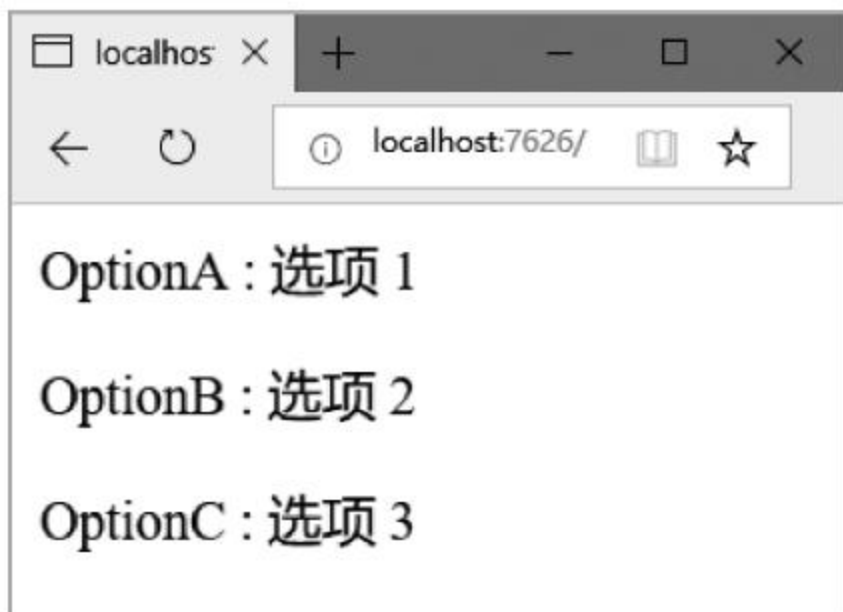 localhos
localhost:7626/
OptionA : 选项 1
OptionB : 选项 2
OptionC : 选项 3